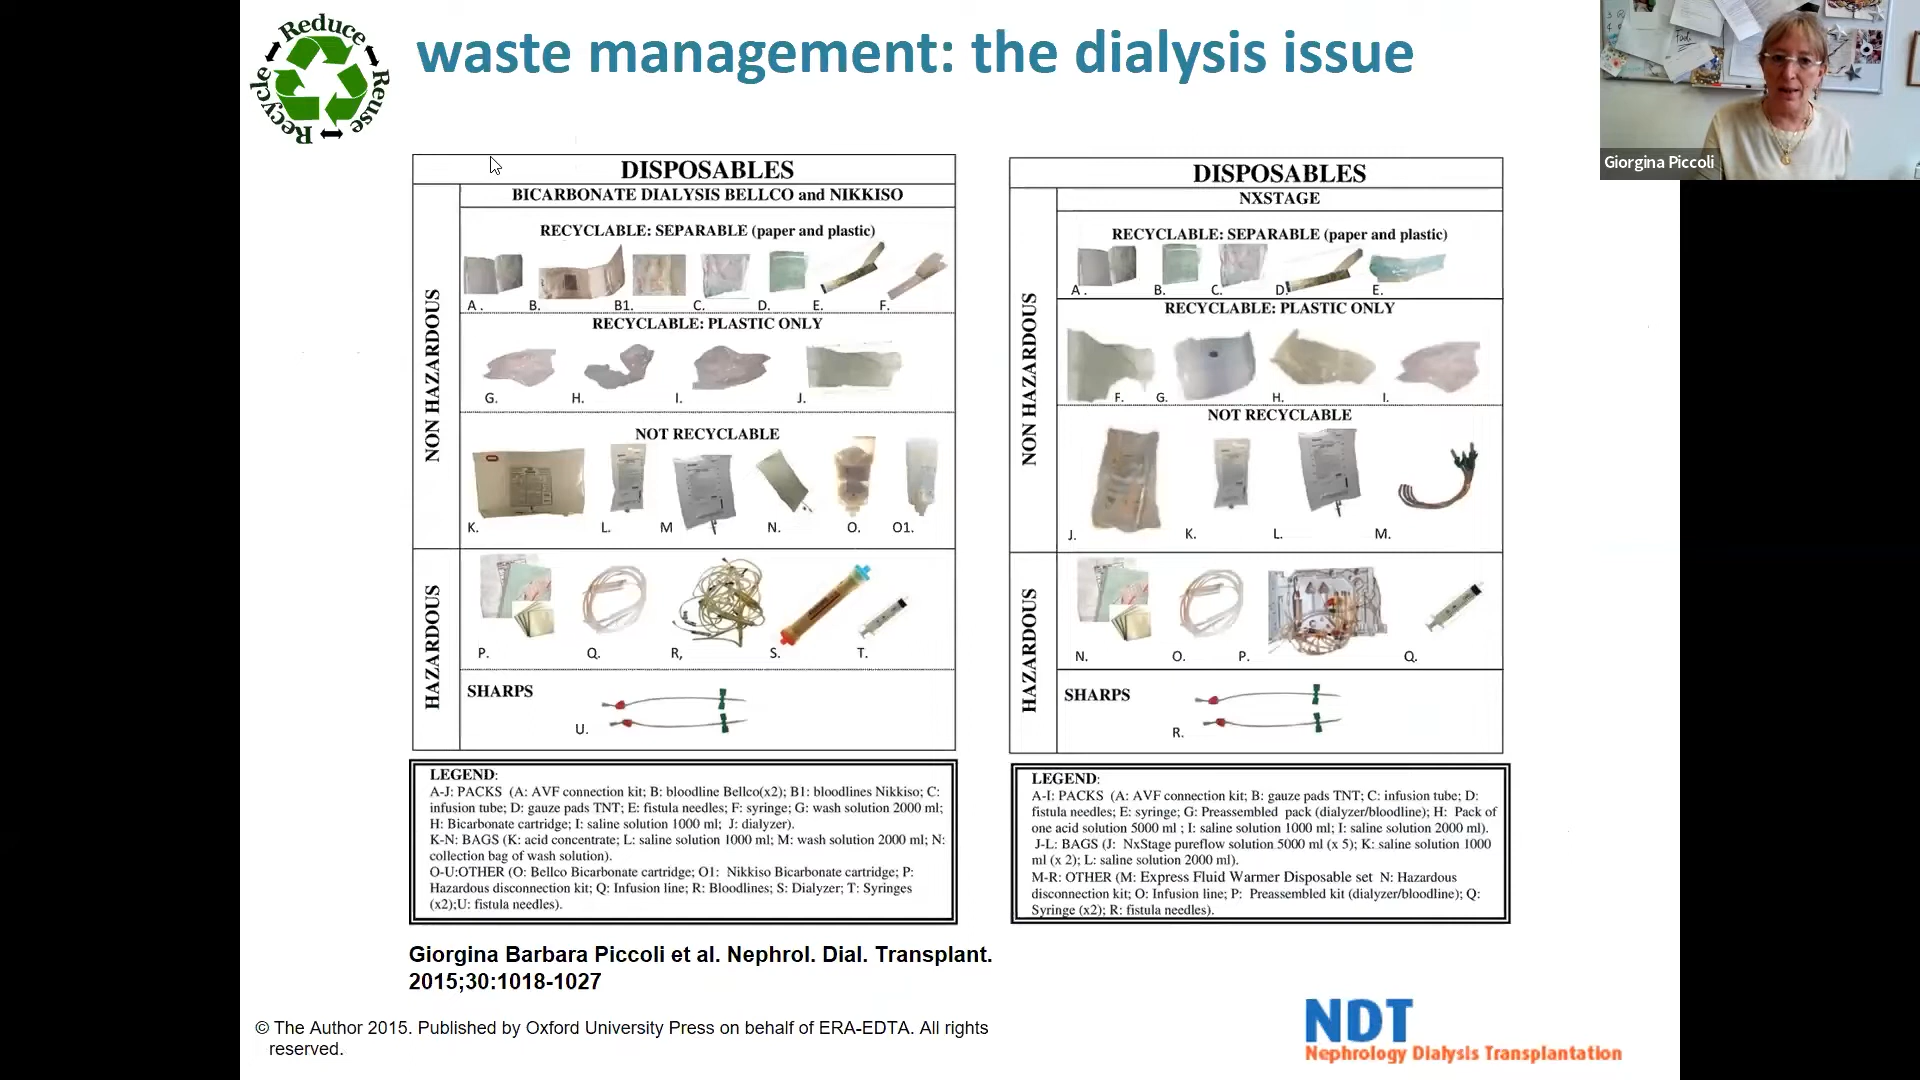 Reduce
Reuse
Recycle
waste management: the dialysis issue
Giorgina Piccoli
DISPOSABLES
BICARBONATE DIALYSIS BELLCO and NIKKISO
NON HAZARDOUS
RECYCLABLE: SEPARABLE (paper and plastic)
A. B. B1. C. D. E. F.
RECYCLABLE: PLASTIC ONLY
G. H. I. J.
NOT RECYCLABLE
K. L. M N. O. O1.
HAZARDOUS
P. Q. R, S. T.
SHARPS
U.
LEGEND:
A-J: PACKS (A: AVF connection kit; B: bloodline Bellco(x2); B1: bloodlines Nikkiso; C:
infusion tube; D: gauze pads TNT; E: fistula needles; F: syringe; G: wash solution 2000 ml;
H: Bicarbonate cartridge; I: saline solution 1000 ml; J: dialyzer).
K-N: BAGS (K: acid concentrate; L: saline solution 1000 ml; M: wash solution 2000 ml; N:
collection bag of wash solution).
O-U:OTHER (O: Bellco Bicarbonate cartridge; O1: Nikkiso Bicarbonate cartridge; P:
Hazardous disconnection kit; Q: Infusion line; R: Bloodlines; S: Dialyzer; T: Syringes
(x2);U: fistula needles).
DISPOSABLES
NXSTAGE
NON HAZARDOUS
RECYCLABLE: SEPARABLE (paper and plastic)
A. B. C. D. E.
RECYCLABLE: PLASTIC ONLY
F. G. H. I.
NOT RECYCLABLE
J. K. L. M.
HAZARDOUS
N. O. P. Q.
SHARPS
R.
LEGEND:
A-I: PACKS (A: AVF connection kit; B: gauze pads TNT; C: infusion tube; D:
fistula needles; E: syringe; G: Preassembled pack (dialyzer/bloodline); H: Pack of
one acid solution 5000 ml ; I: saline solution 1000 ml; I: saline solution 2000 ml).
J-L: BAGS (J: NxStage pureflow solution 5000 ml (x 5); K: saline solution 1000
ml (x 2); L: saline solution 2000 ml).
M-R: OTHER (M: Express Fluid Warmer Disposable set N: Hazardous
disconnection kit; O: Infusion line; P: Preassembled kit (dialyzer/bloodline); Q:
Syringe (x2); R: fistula needles).
Giorgina Barbara Piccoli et al. Nephrol. Dial. Transplant.
2015;30:1018-1027
© The Author 2015. Published by Oxford University Press on behalf of ERA-EDTA. All rights
reserved.
NDT
Nephrology Dialysis Transplantation